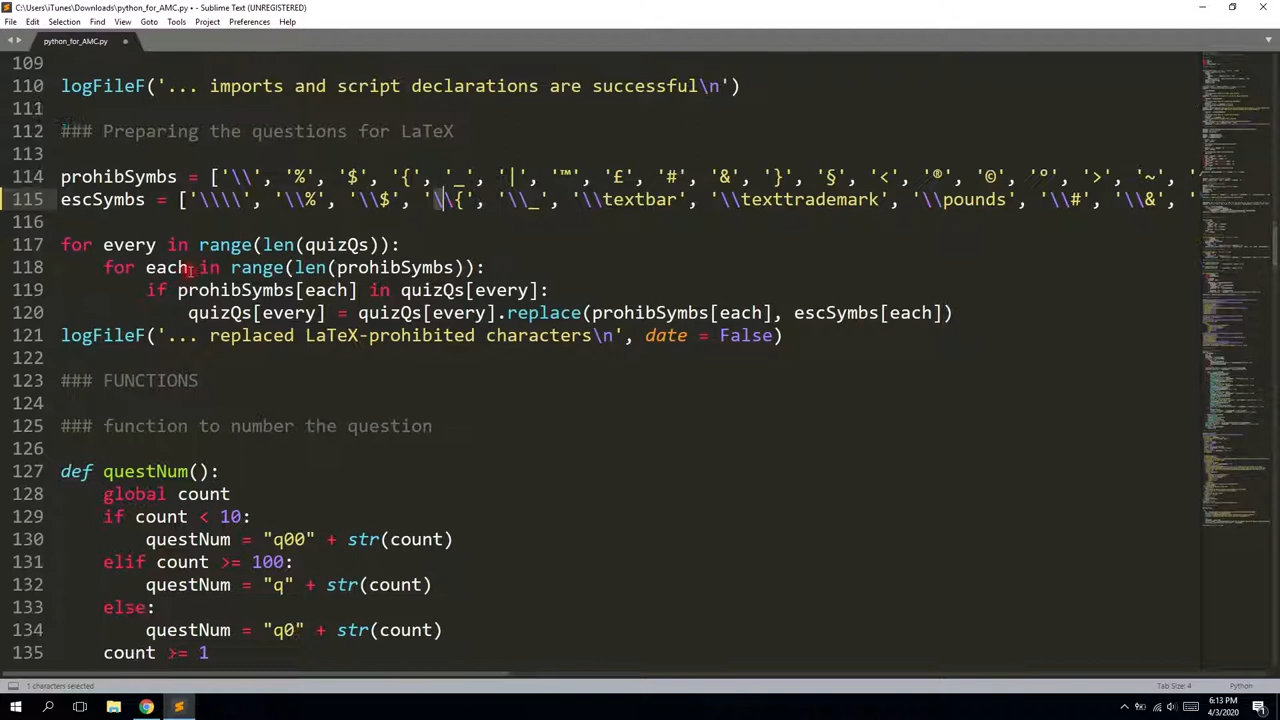 C:\Users\iTunes\Downloads\python_for_AMC.py • - Sublime Text (UNREGISTERED)
File Edit Selection Find View Goto Tools Project Preferences Help
python_for_AMC.py
109
110 logFileF('... imports and script declarations are successful\n')
111
112 ### Preparing the questions for LaTeX
113
114 prohibSymbs = ['\\', '%', '$', '{', '_', '™', '£', '#', '&', '}', '§', '<', '®', '©', 'º', '>', '~',
115 escSymbs = ['\\\\', '\\%', '\\$', '\\{', '\\textbar', '\\texttrademark', '\\pounds', '\\#', '\\&',
116
117 for every in range(len(quizQs)):
118 for each in range(len(prohibSymbs)):
119 if prohibSymbs[each] in quizQs[every]:
120 quizQs[every] = quizQs[every].replace(prohibSymbs[each], escSymbs[each])
121 logFileF('... replaced LaTeX-prohibited characters\n', date = False)
122
123 ### FUNCTIONS
124
125 ### function to number the question
126
127 def questNum():
128 global count
129 if count < 10:
130 questNum = "q00" + str(count)
131 elif count >= 100:
132 questNum = "q" + str(count)
133 else:
134 questNum = "q0" + str(count)
135 count += 1
1 characters selected
Tab Size: 4
Python
6:13 PM
4/3/2020